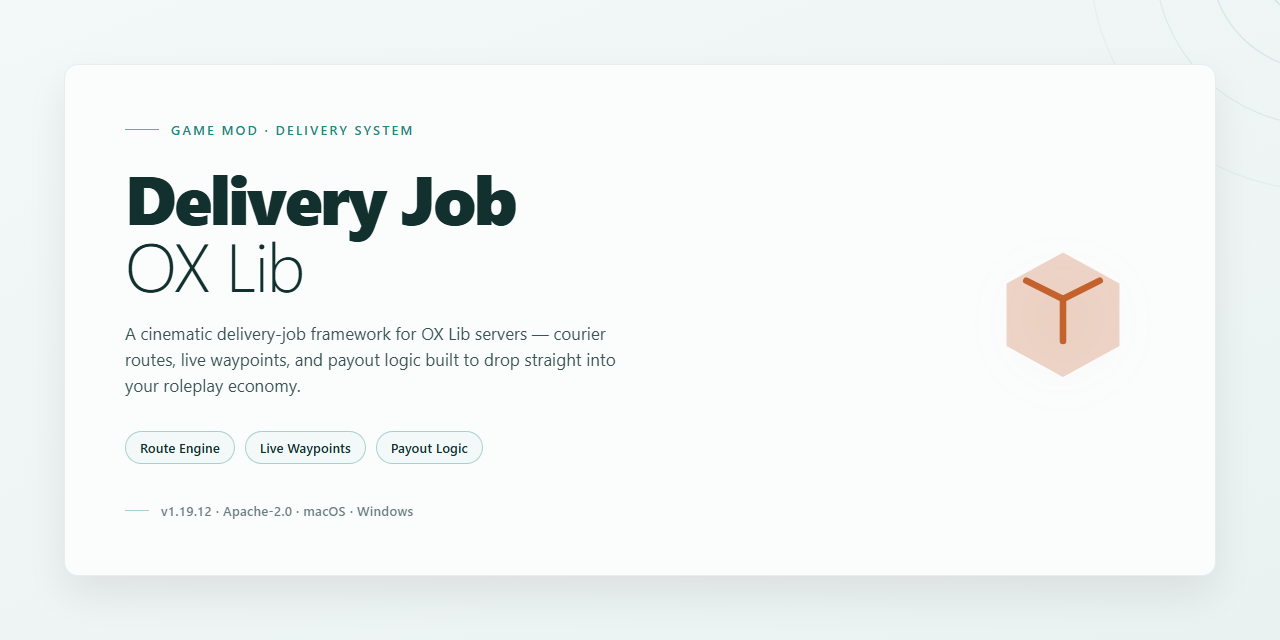 GAME MOD · DELIVERY SYSTEM
Delivery Job
OX Lib
A cinematic delivery-job framework for OX Lib servers — courier
routes, live waypoints, and payout logic built to drop straight into
your roleplay economy.
Route Engine
Live Waypoints
Payout Logic
v1.19.12 · Apache-2.0 · macOS · Windows